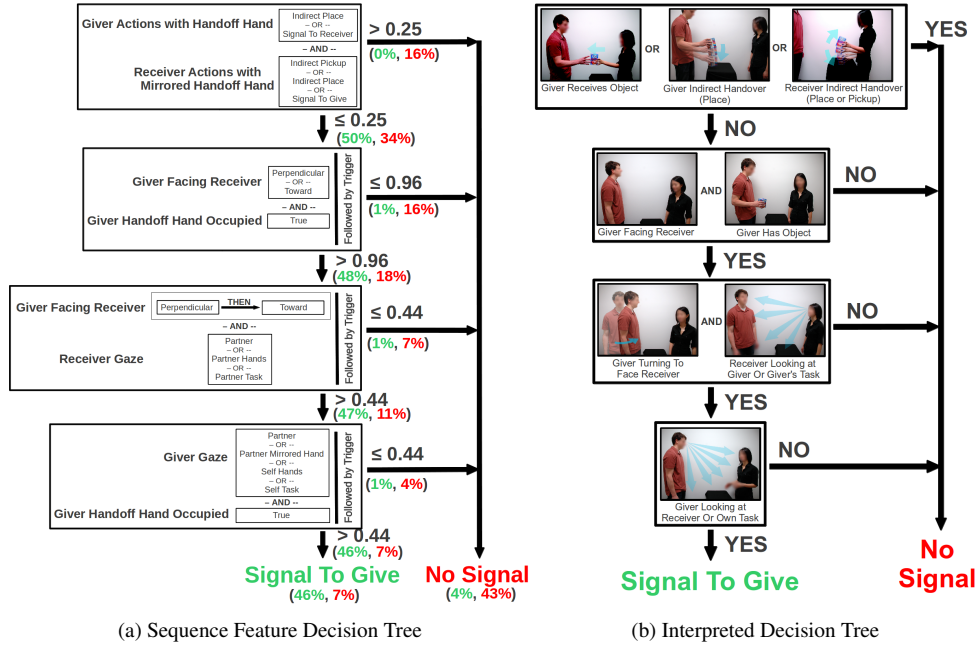 Giver Actions with
Handoff Hand
Indirect Place
– OR --
Signal To Receiver
– AND --
Receiver Actions with
Mirrored Handoff Hand
Indirect Pickup
– OR --
Indirect Place
– OR --
Signal To Give
> 0.25
(0%, 16%)
≤ 0.25
(50%, 34%)
Giver Facing Receiver
Perpendicular
– OR --
Toward
– AND --
Giver Handoff Hand Occupied
True
Followed by Trigger
≤ 0.96
(1%, 16%)
> 0.96
(48%, 18%)
Giver Facing Receiver
Perpendicular
THEN
Toward
– AND --
Receiver Gaze
Partner
– OR --
Partner Hands
– OR --
Partner Task
Followed by Trigger
≤ 0.44
(1%, 7%)
> 0.44
(47%, 11%)
Giver Gaze
Partner
– OR --
Partner Mirrored Hand
– OR --
Self Hands
– OR --
Self Task
– AND --
Giver Handoff Hand Occupied
True
Followed by Trigger
≤ 0.44
(1%, 4%)
> 0.44
(46%, 7%)
Signal To Give
(46%, 7%)
No Signal
(4%, 43%)
(a) Sequence Feature Decision Tree
Giver Receives Object
OR
Giver Indirect Handover
(Place)
OR
Receiver Indirect Handover
(Place or Pickup)
YES
NO
Giver Facing Receiver
AND
Giver Has Object
NO
YES
Giver Turning To
Face Receiver
AND
Receiver Looking at
Giver Or Giver's Task
NO
YES
Giver Looking at
Receiver Or Own Task
NO
YES
Signal To Give
No
Signal
(b) Interpreted Decision Tree